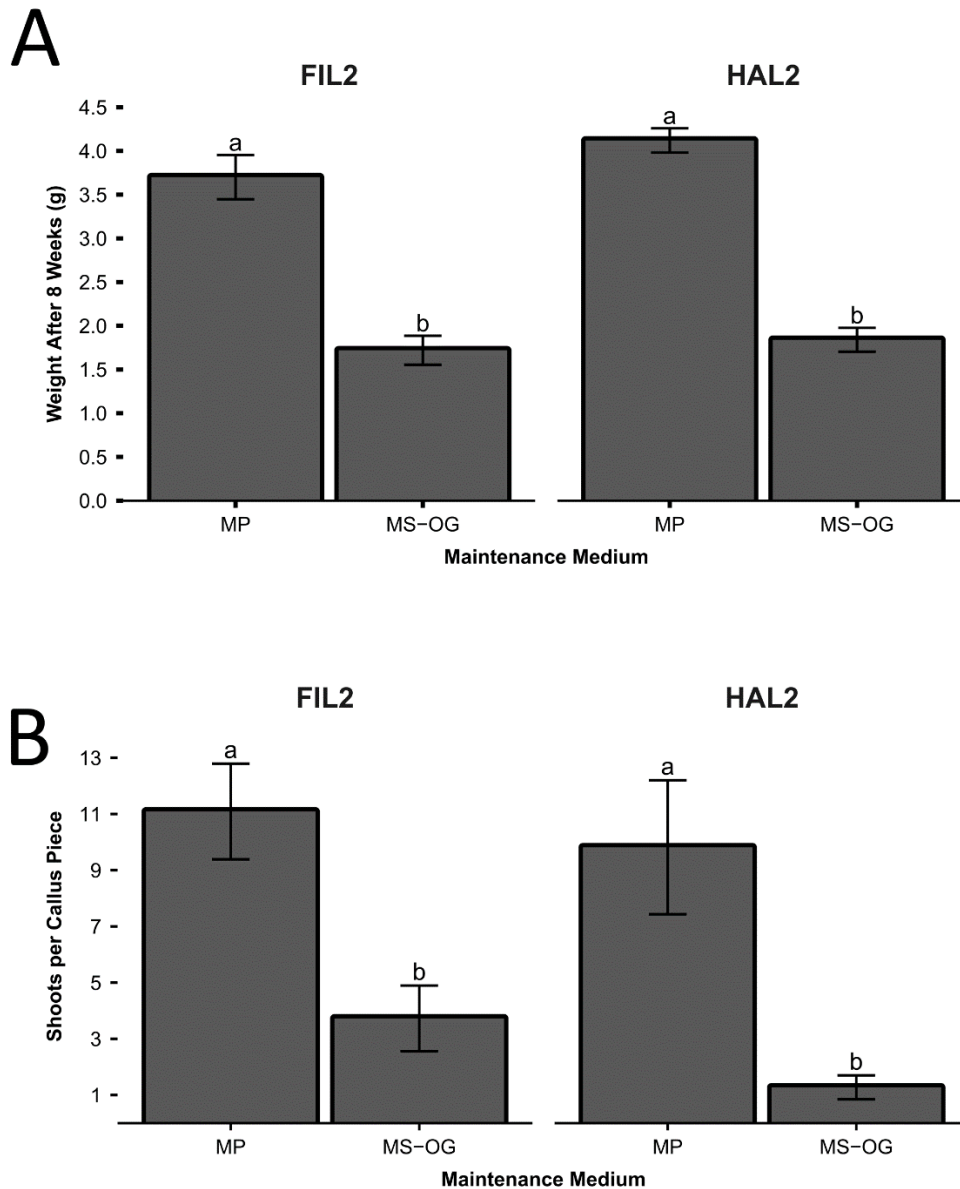 A
FIL2 HAL2
4.5
4.0
3.5
3.0
2.5
2.0
1.5
1.0
0.5
0.0
Weight After 8 Weeks (g)
a b a b
MP MS−OG MP MS−OG
Maintenance Medium
B
FIL2 HAL2
13
11
9
7
5
3
1
Shoots per Callus Piece
a b a b
MP MS−OG MP MS−OG
Maintenance Medium